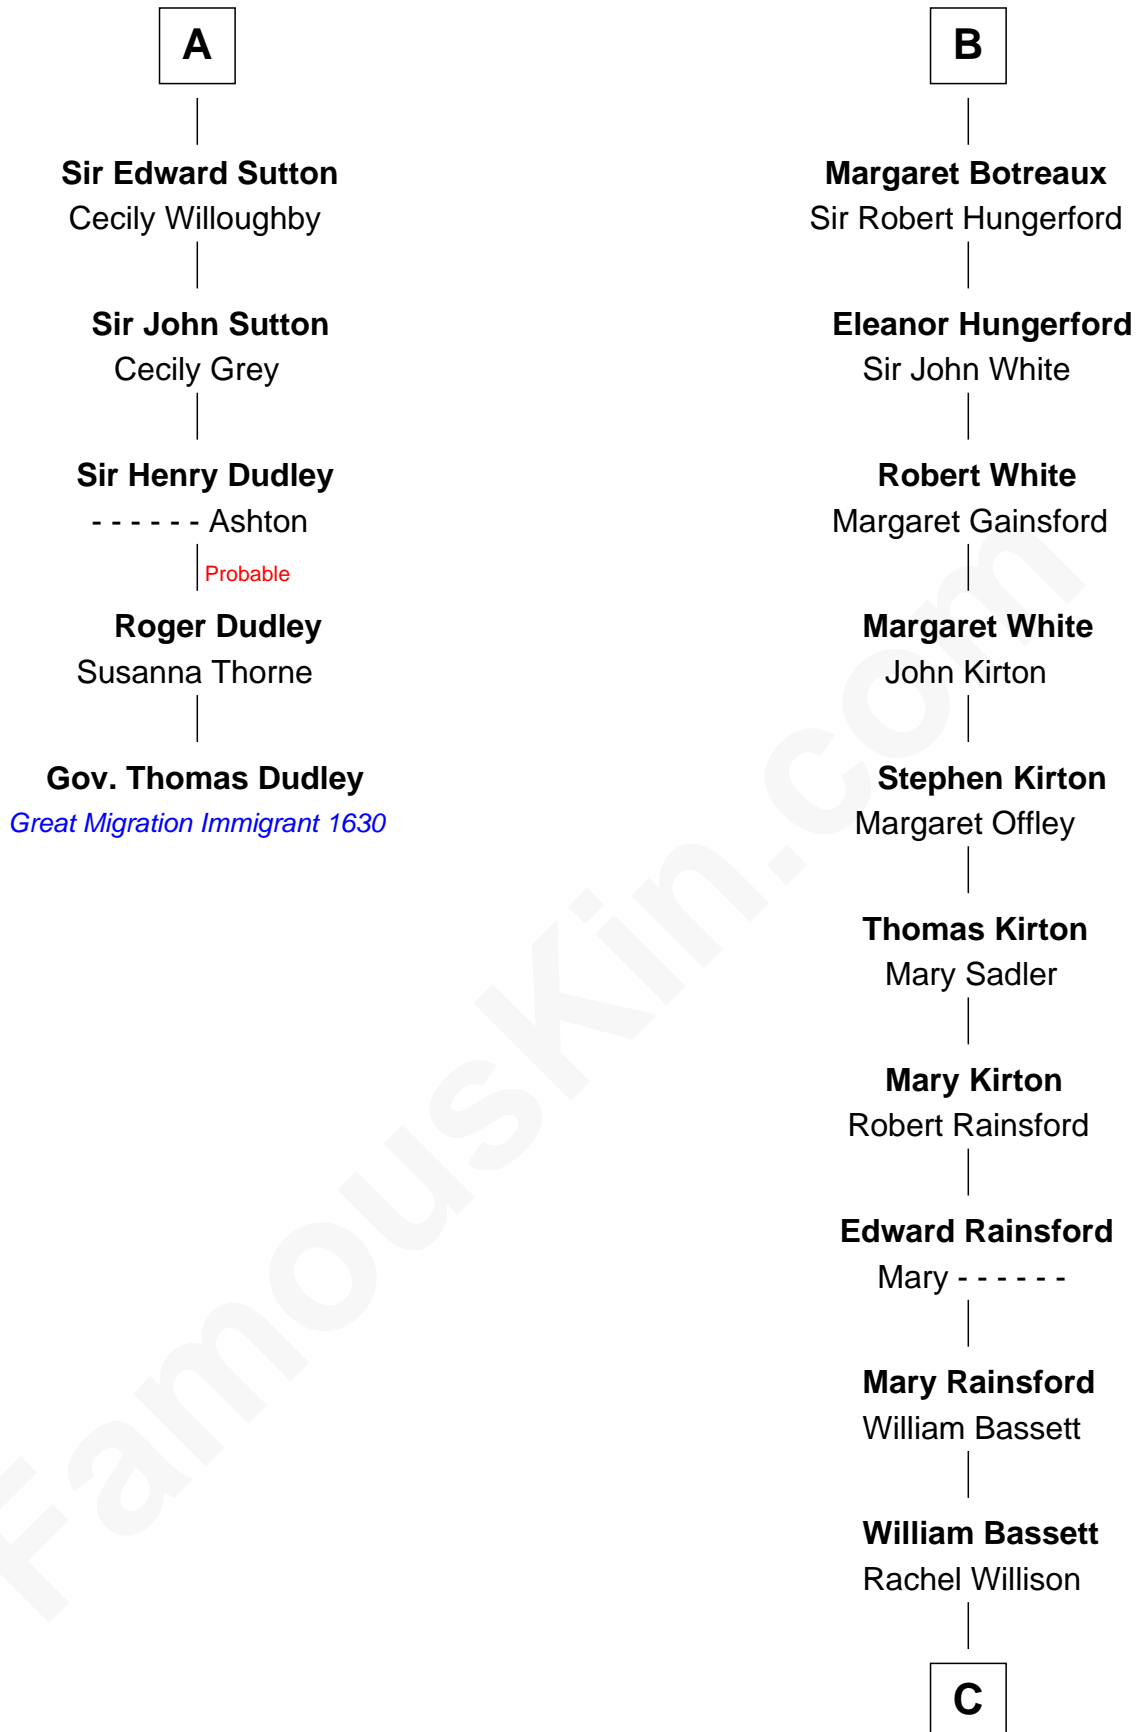 A
Sir Edward Sutton
Cecily Willoughby
Sir John Sutton
Cecily Grey
Sir Henry Dudley
- - - - - - Ashton
Probable
Roger Dudley
Susanna Thorne
Gov. Thomas Dudley
Great Migration Immigrant 1630
B
Margaret Botreaux
Sir Robert Hungerford
Eleanor Hungerford
Sir John White
Robert White
Margaret Gainsford
Margaret White
John Kirton
Stephen Kirton
Margaret Offley
Thomas Kirton
Mary Sadler
Mary Kirton
Robert Rainsford
Edward Rainsford
Mary - - - - - -
Mary Rainsford
William Bassett
William Bassett
Rachel Willison
C
FamousKin.com